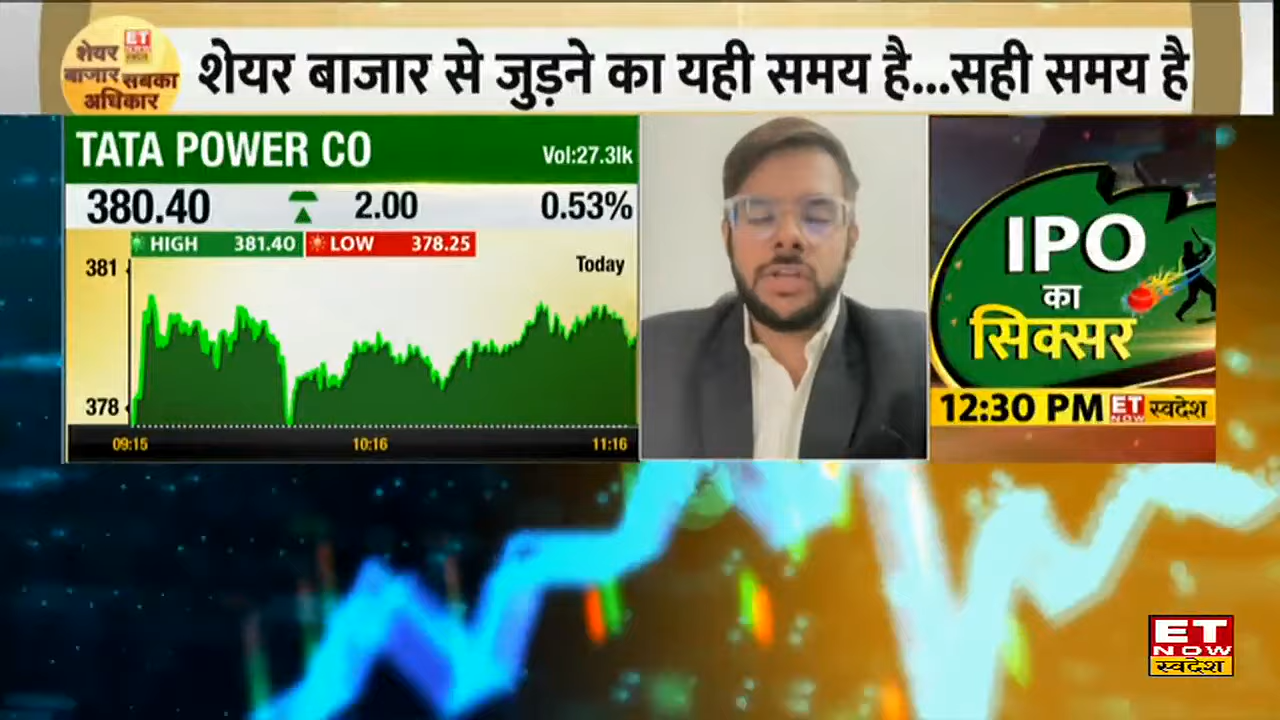 शेयर
बाजार सबका
अधिकार
ET
NOW
शेयर बाजार से जुड़ने का यही समय है...सही समय है
TATA POWER CO
Vol:27.3lk
380.40
2.00
0.53%
HIGH 381.40
LOW 378.25
Today
381
378
09:15
10:16
11:16
IPO
का
सिक्सर
12:30 PM
ET
NOW
स्वदेश
ET
NOW
स्वदेश